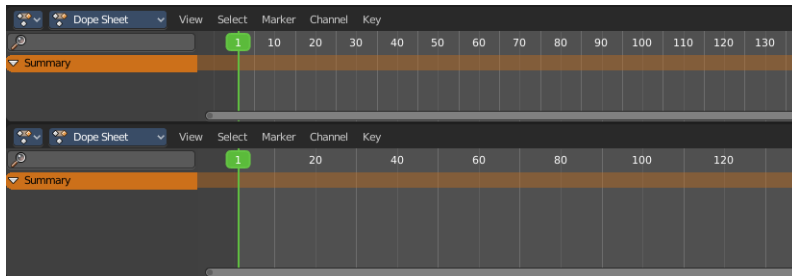 Dope Sheet View Select Marker Channel Key
1 10 20 30 40 50 60 70 80 90 100 110 120 130
Summary
Dope Sheet View Select Marker Channel Key
1 20 40 60 80 100 120
Summary